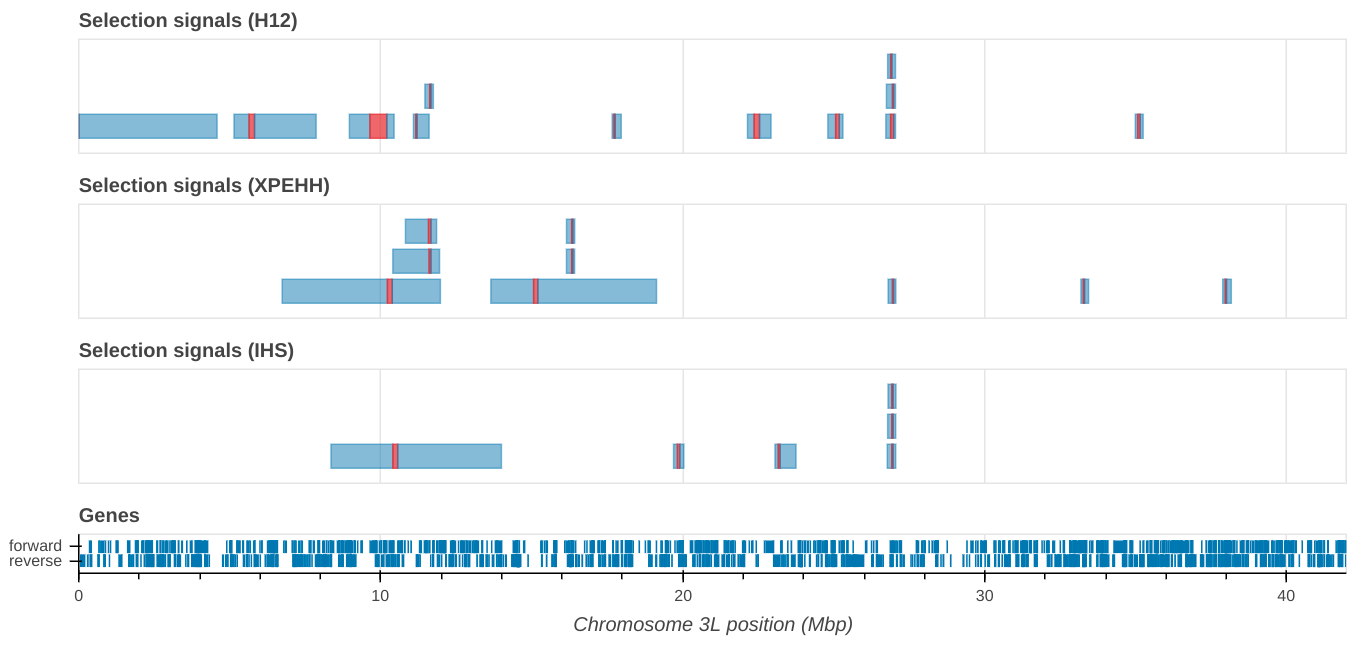 Selection signals (H12)
Selection signals (XPEHH)
Selection signals (IHS)
Genes
forward
reverse
0 10 20 30 40
Chromosome 3L position (Mbp)